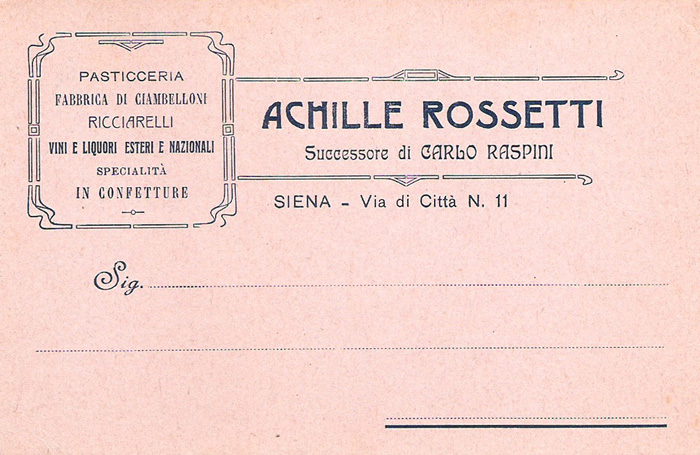 PASTICCERIA
FABBRICA DI CIAMBELLONI
RICCIARELLI
VINI E LIQUORI ESTERI E NAZIONALI
SPECIALITÀ
IN CONFETTURE
ACHILLE ROSSETTI
Successore di CARLO RASPINI
SIENA - Via di Città N. 11
Sig.